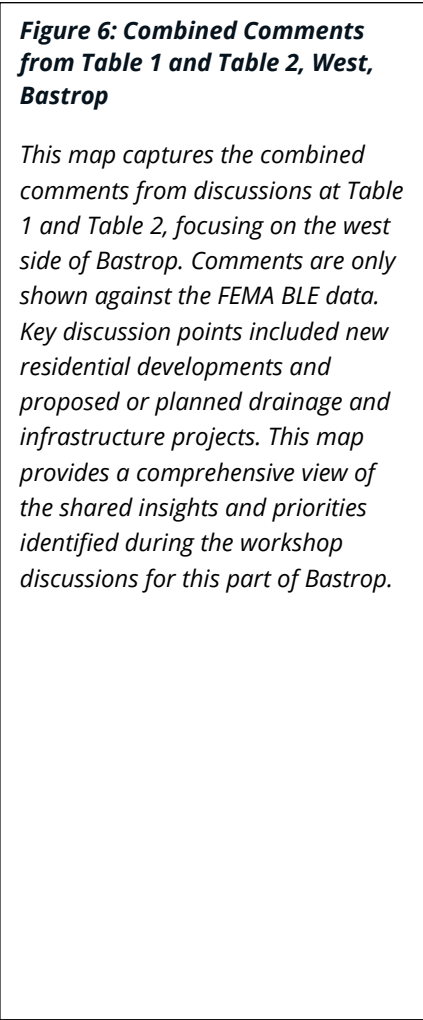 Figure 6: Combined Comments
from Table 1 and Table 2, West,
Bastrop
This map captures the combined
comments from discussions at Table
1 and Table 2, focusing on the west
side of Bastrop. Comments are only
shown against the FEMA BLE data.
Key discussion points included new
residential developments and
proposed or planned drainage and
infrastructure projects. This map
provides a comprehensive view of
the shared insights and priorities
identified during the workshop
discussions for this part of Bastrop.